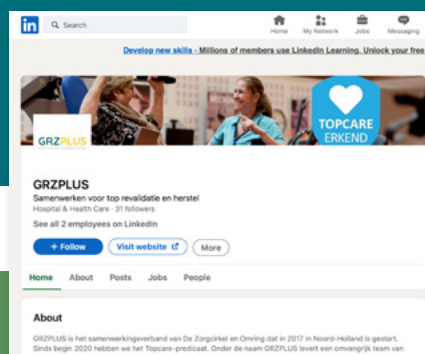 in
Search
Home
My Network
Jobs
Messaging
Develop new skills - Millions of members use LinkedIn Learning. Unlock your free
GRZPLUS
TOPCARE
ERKEND
GRZPLUS
Samenwerken voor top revalidatie en herstel
Hospital & Health Care · 31 followers
See all 2 employees on LinkedIn
+ Follow
Visit website
More
Home About Posts Jobs People
About
GRZPLUS is het samenwerkingsverband van De Zorgcirkel en Omring dat in 2017 in Noord-Holland is gestart.
Sinds begin 2020 hebben we het Topcare-predicaat. Onder de naam GRZPLUS levert een omvangrijk team van